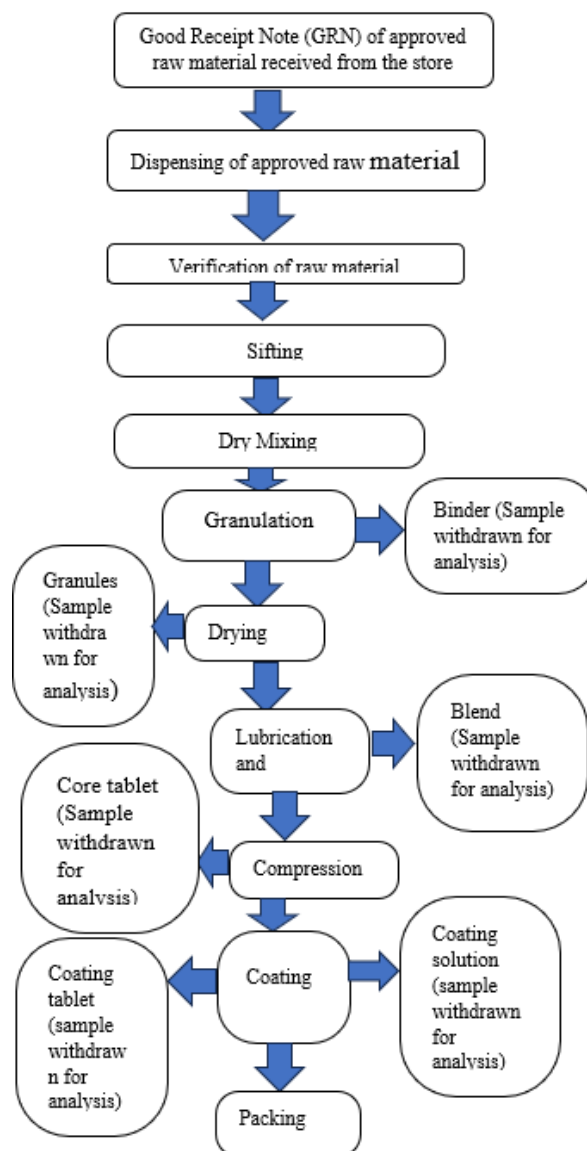 Good Receipt Note (GRN) of approved
raw material received from the store
Dispensing of approved raw material
Verification of raw material
Sifting
Dry Mixing
Granulation
Binder (Sample
withdrawn for
analysis)
Granules
(Sample
withdra
wn for
analysis)
Drying
Lubrication
and
Blend
(Sample
withdrawn
for analysis)
Core tablet
(Sample
withdrawn
for
analysis)
Compression
Coating
tablet
(sample
withdraw
n for
analysis)
Coating
Coating
solution
(sample
withdrawn
for
analysis)
Packing